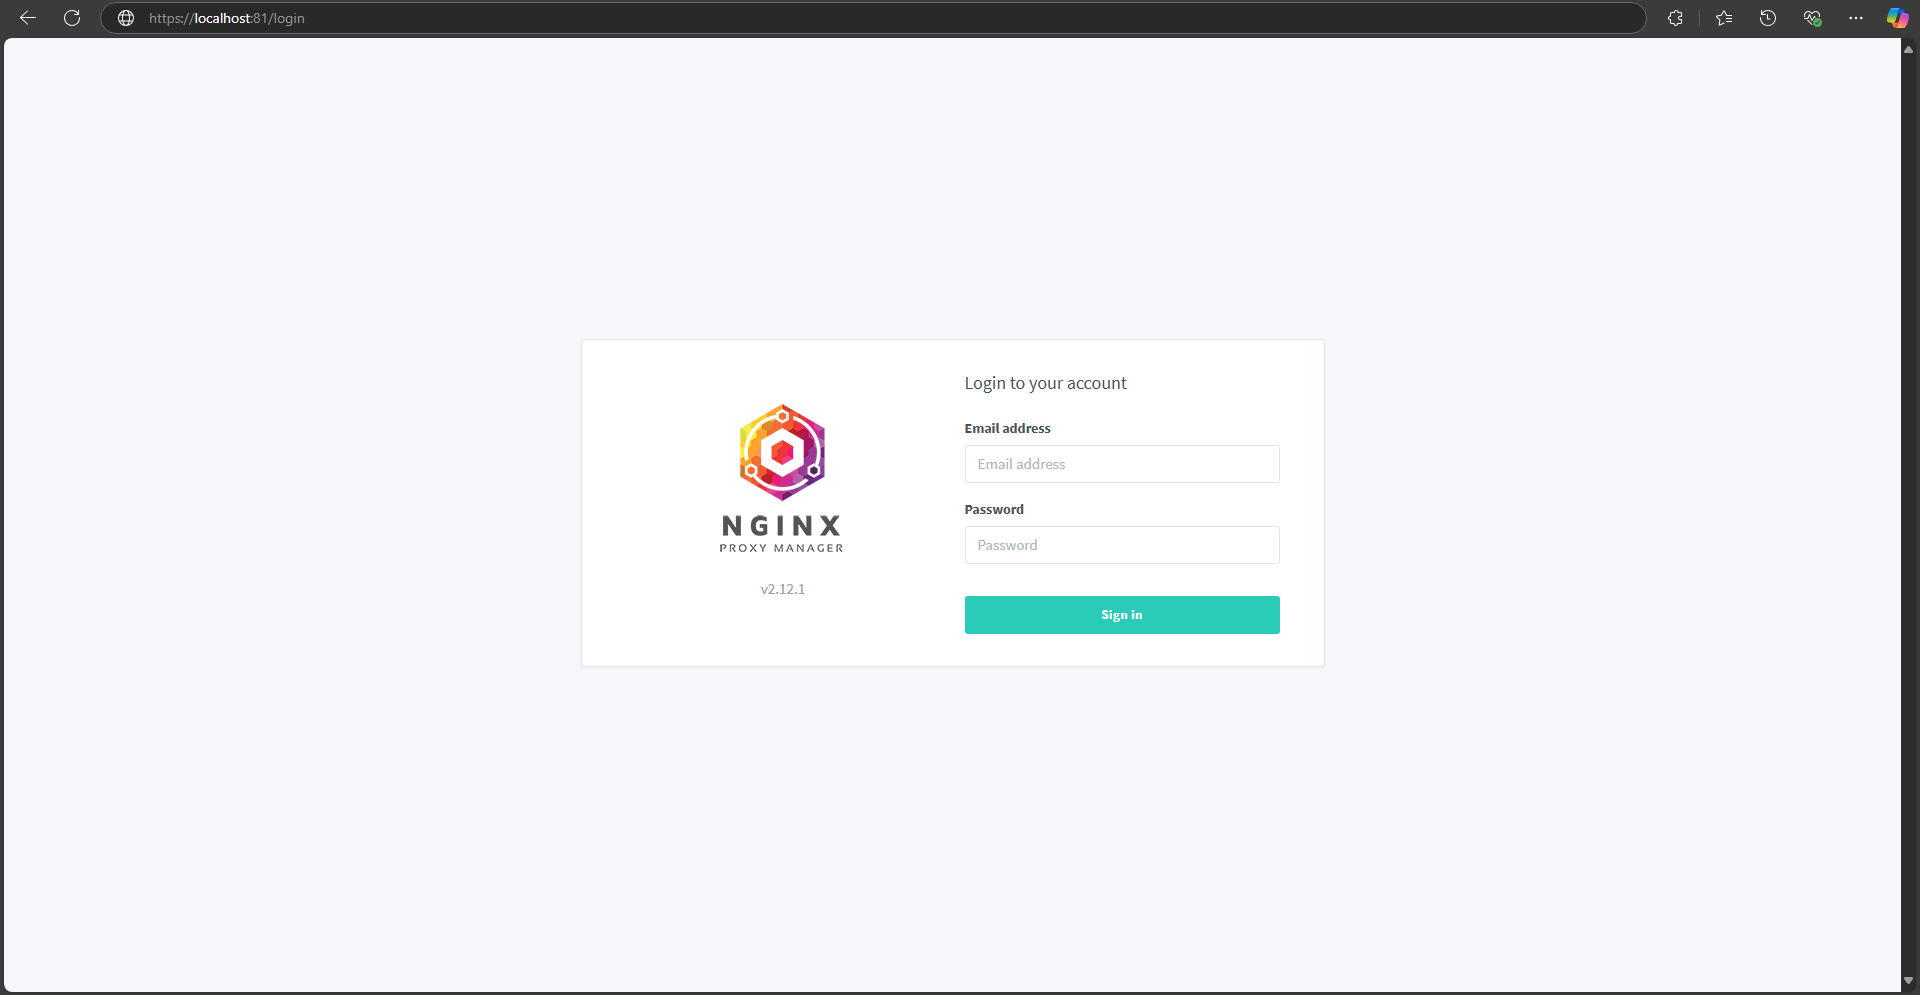 https://localhost:81/login
Login to your account
Email address
Email address
Password
Password
Sign in
NGINX
PROXY MANAGER
v2.12.1